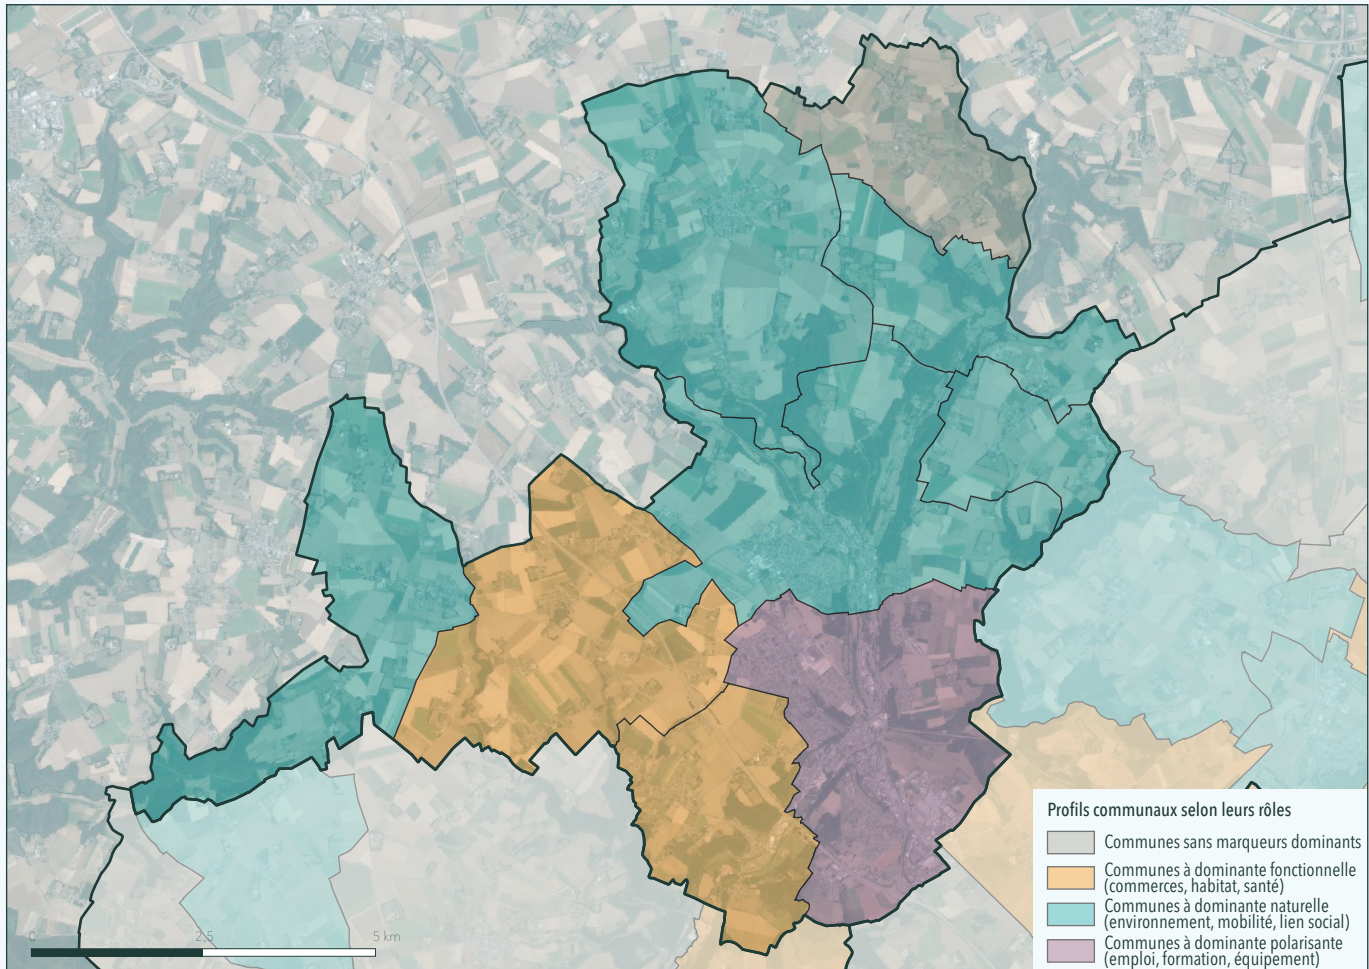 Profils communaux selon leurs rôles
Communes sans marqueurs dominants
Communes à dominante fonctionnelle
(commerces, habitat, santé)
Communes à dominante naturelle
(environnement, mobilité, lien social)
Communes à dominante polarisante
(emploi, formation, équipement)
0 2,5 5 km